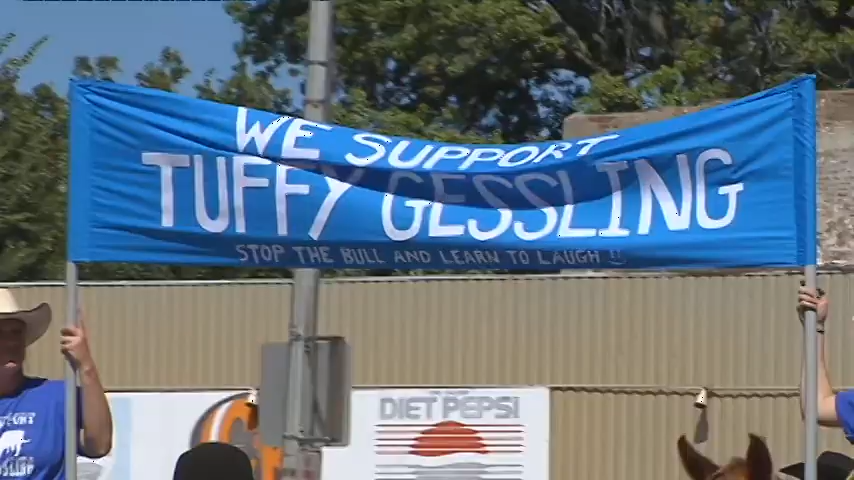 WE SUPPORT
TUFFY GESSLING
STOP THE BULL AND LEARN TO LAUGH
DIET PEPSI